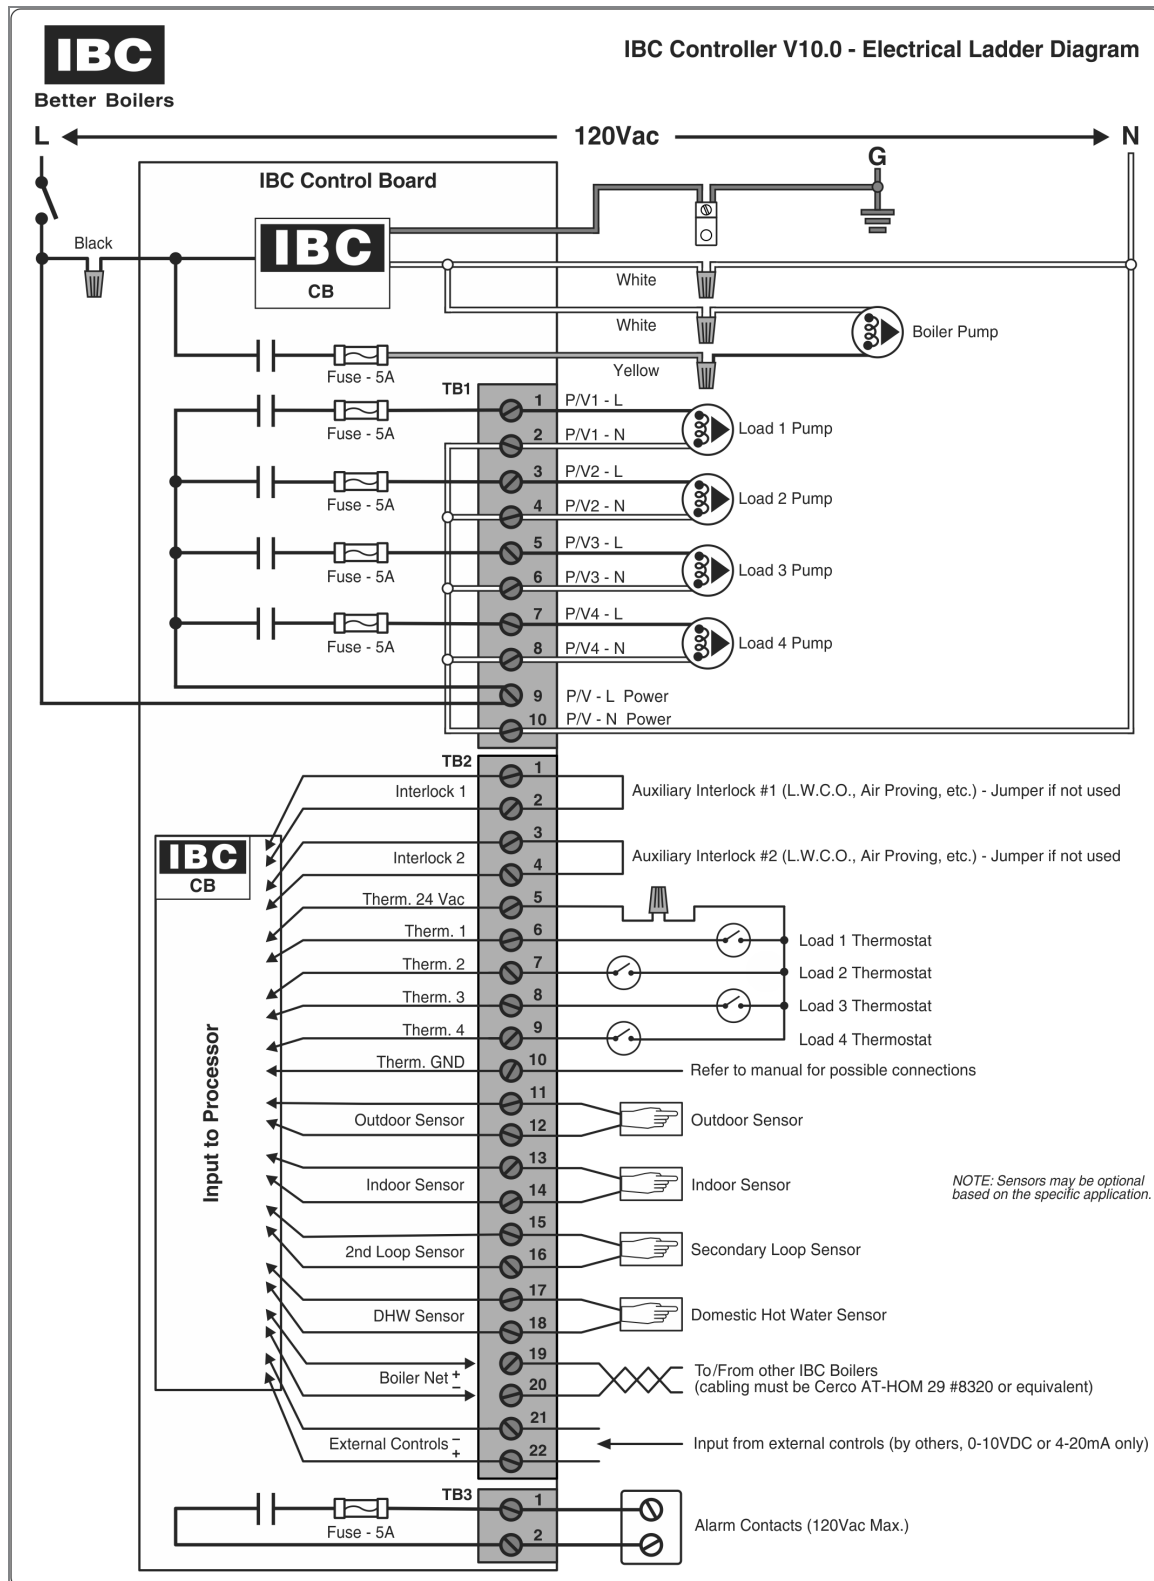 IBC
Better Boilers
IBC Controller V10.0 - Electrical Ladder Diagram
L
120Vac
N
G
IBC Control Board
Black
IBC
CB
White
White
Boiler Pump
Yellow
Fuse - 5A
TB1
1
P/V1 - L
Fuse - 5A
Load 1 Pump
2
P/V1 - N
3
P/V2 - L
Fuse - 5A
Load 2 Pump
4
P/V2 - N
5
P/V3 - L
Fuse - 5A
Load 3 Pump
6
P/V3 - N
7
P/V4 - L
Fuse - 5A
Load 4 Pump
8
P/V4 - N
9
P/V - L Power
10
P/V - N Power
TB2
1
Interlock 1
Auxiliary Interlock #1 (L.W.C.O., Air Proving, etc.) - Jumper if not used
2
3
IBC
CB
Interlock 2
Auxiliary Interlock #2 (L.W.C.O., Air Proving, etc.) - Jumper if not used
4
Therm. 24 Vac
5
Therm. 1
6
Load 1 Thermostat
Therm. 2
7
Load 2 Thermostat
Therm. 3
8
Load 3 Thermostat
Therm. 4
9
Load 4 Thermostat
Therm. GND
10
Refer to manual for possible connections
Input to Processor
11
Outdoor Sensor
12
Outdoor Sensor
13
Indoor Sensor
14
Indoor Sensor
NOTE: Sensors may be optional
based on the specific application.
15
2nd Loop Sensor
16
Secondary Loop Sensor
17
DHW Sensor
18
Domestic Hot Water Sensor
19
Boiler Net +
−
20
To/From other IBC Boilers
(cabling must be Cerco AT-HOM 29 #8320 or equivalent)
21
External Controls −
+
22
Input from external controls (by others, 0-10VDC or 4-20mA only)
TB3
1
Fuse - 5A
2
Alarm Contacts (120Vac Max.)